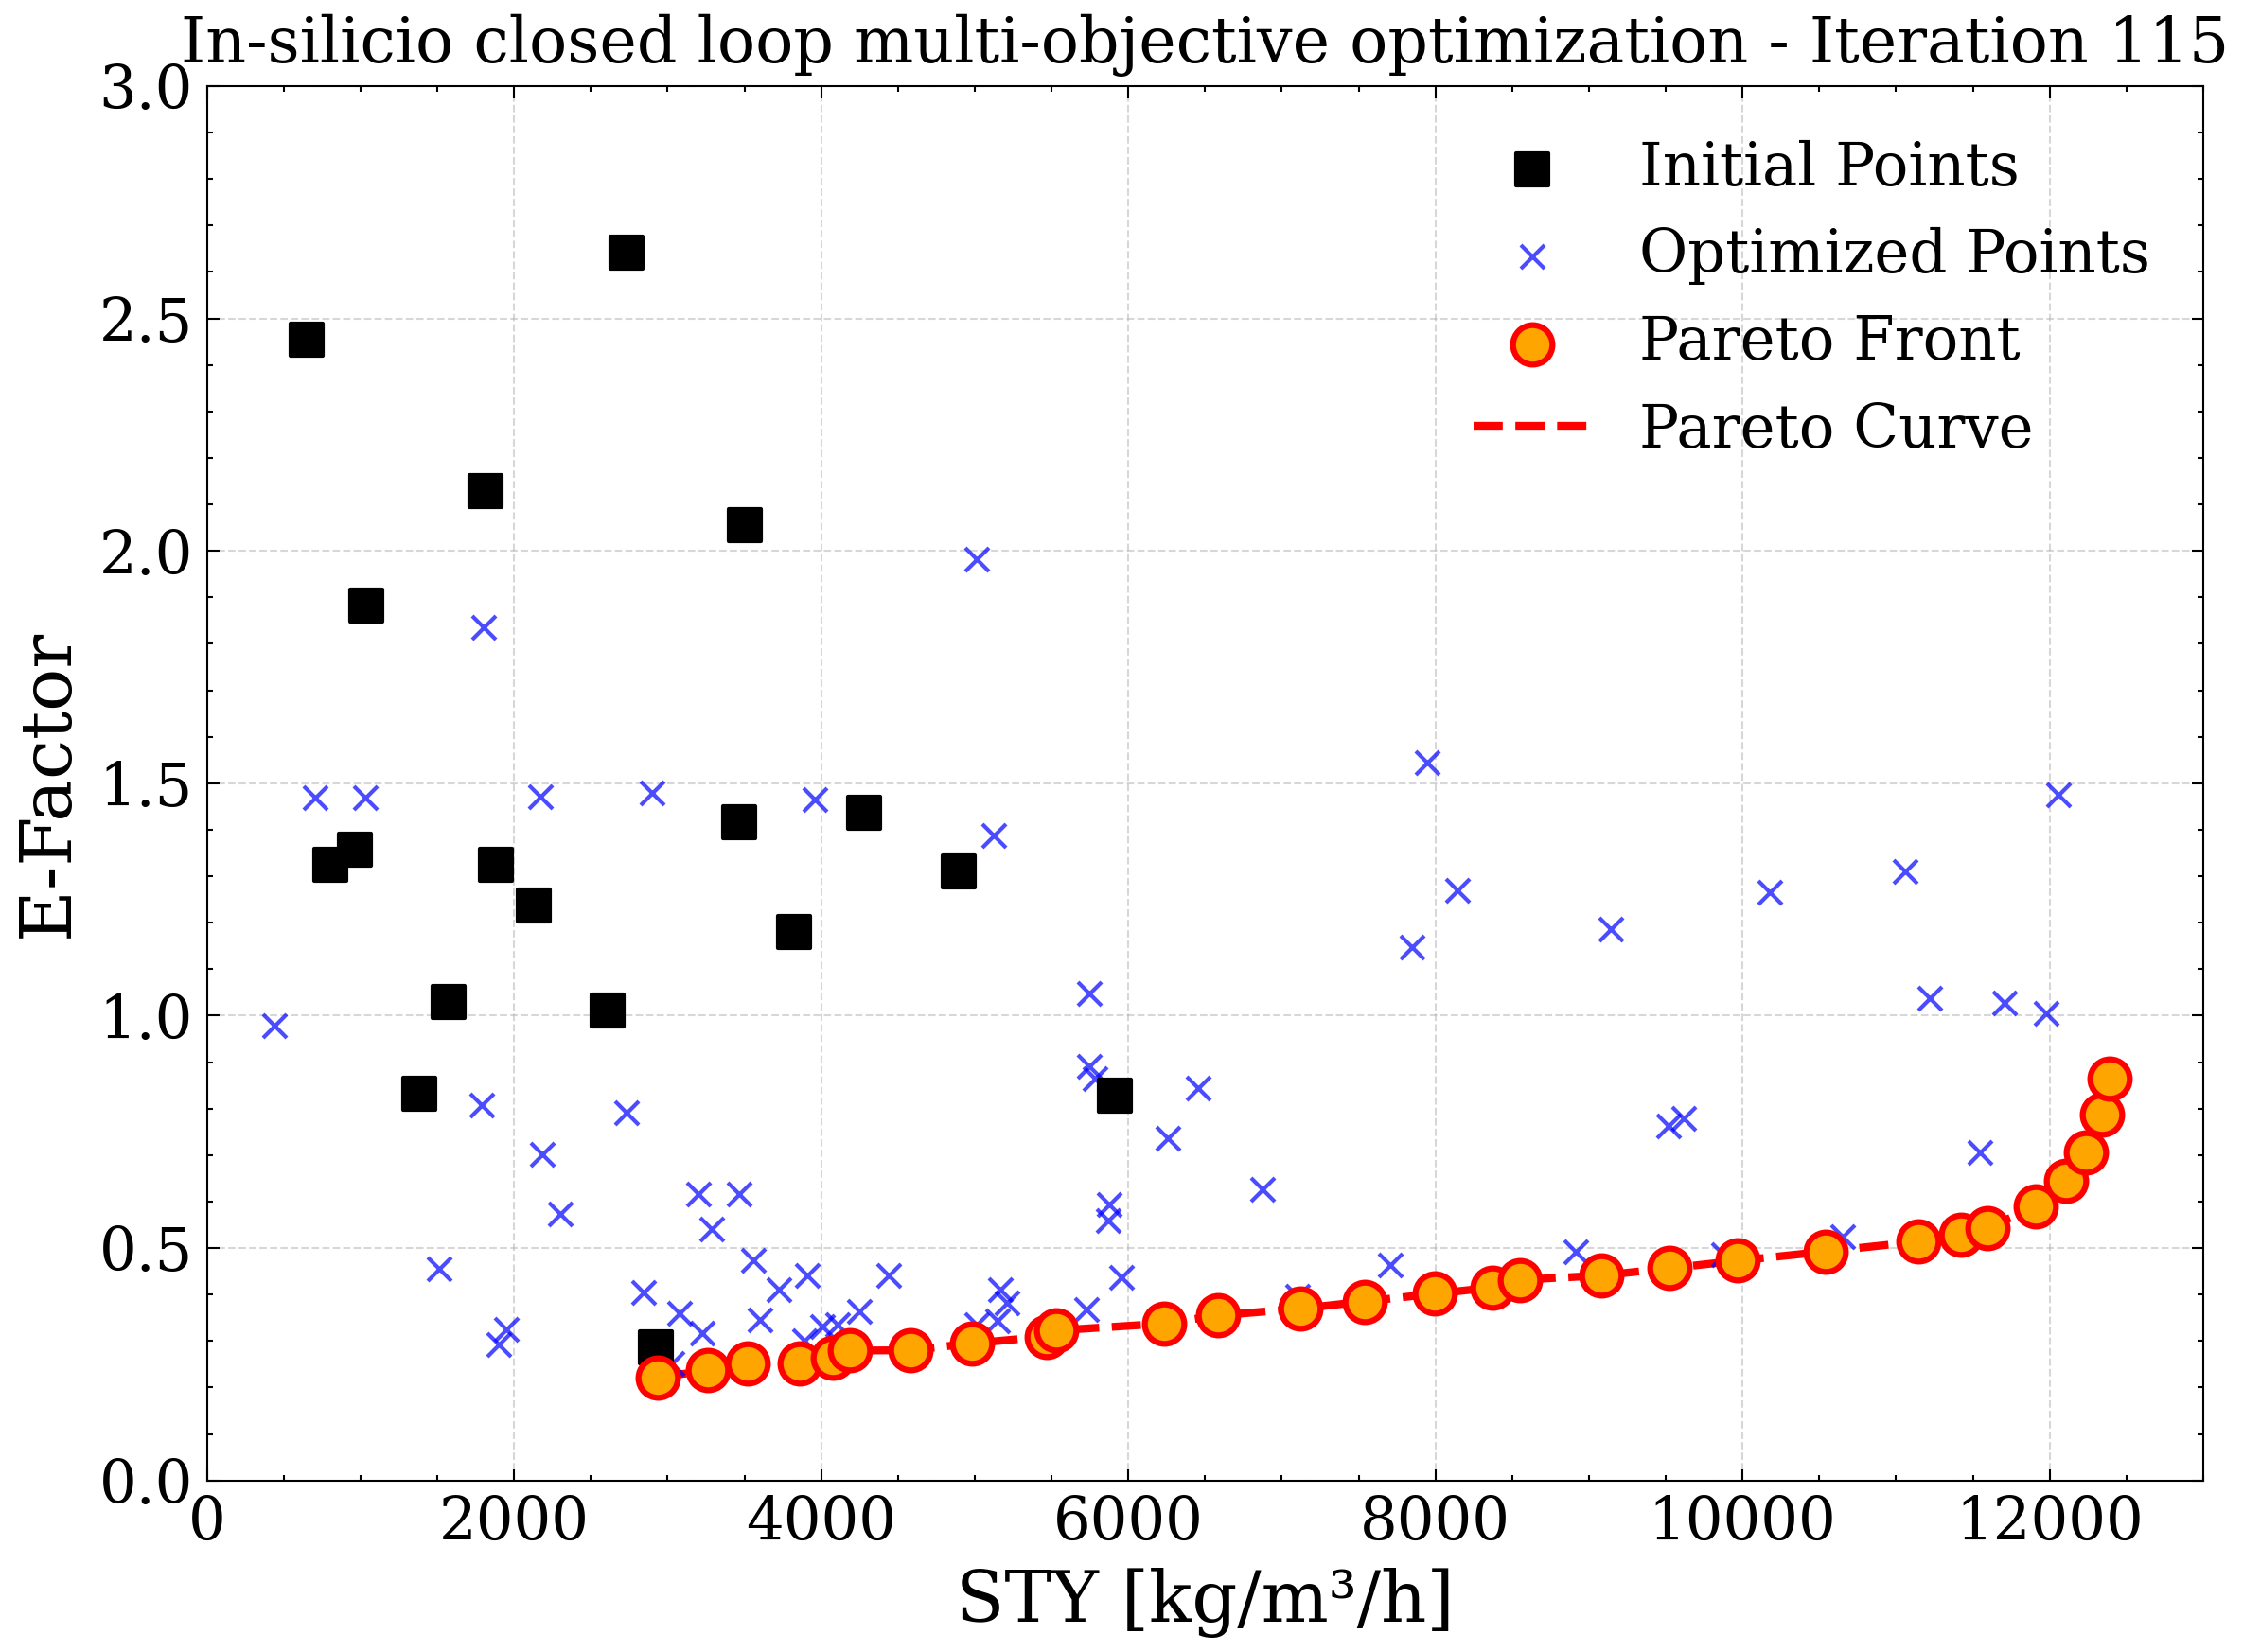 In-silicio closed loop multi-objective optimization - Iteration 115
3.0
2.5
2.0
1.5
1.0
0.5
0.0
E-Factor
Initial Points
Optimized Points
Pareto Front
Pareto Curve
0 2000 4000 6000 8000 10000 12000
STY [kg/m³/h]